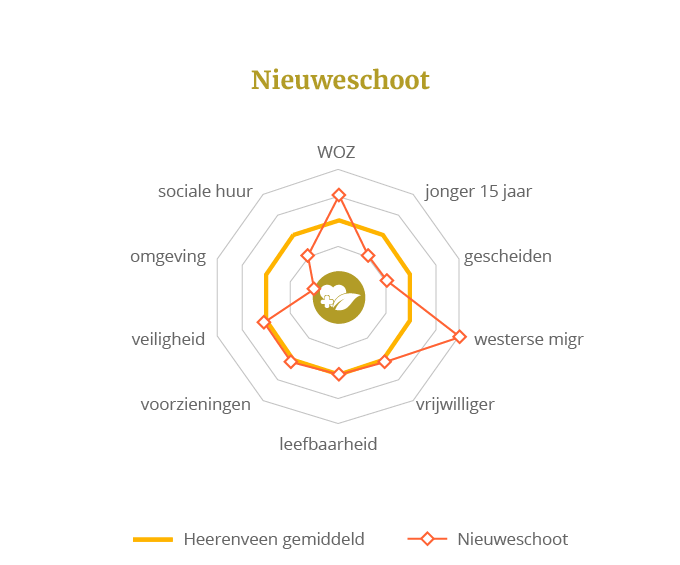 Nieuweschoot
WOZ
sociale huur
jonger 15 jaar
omgeving
gescheiden
veiligheid
westerse migr
voorzieningen
vrijwilliger
leefbaarheid
Heerenveen gemiddeld
Nieuweschoot